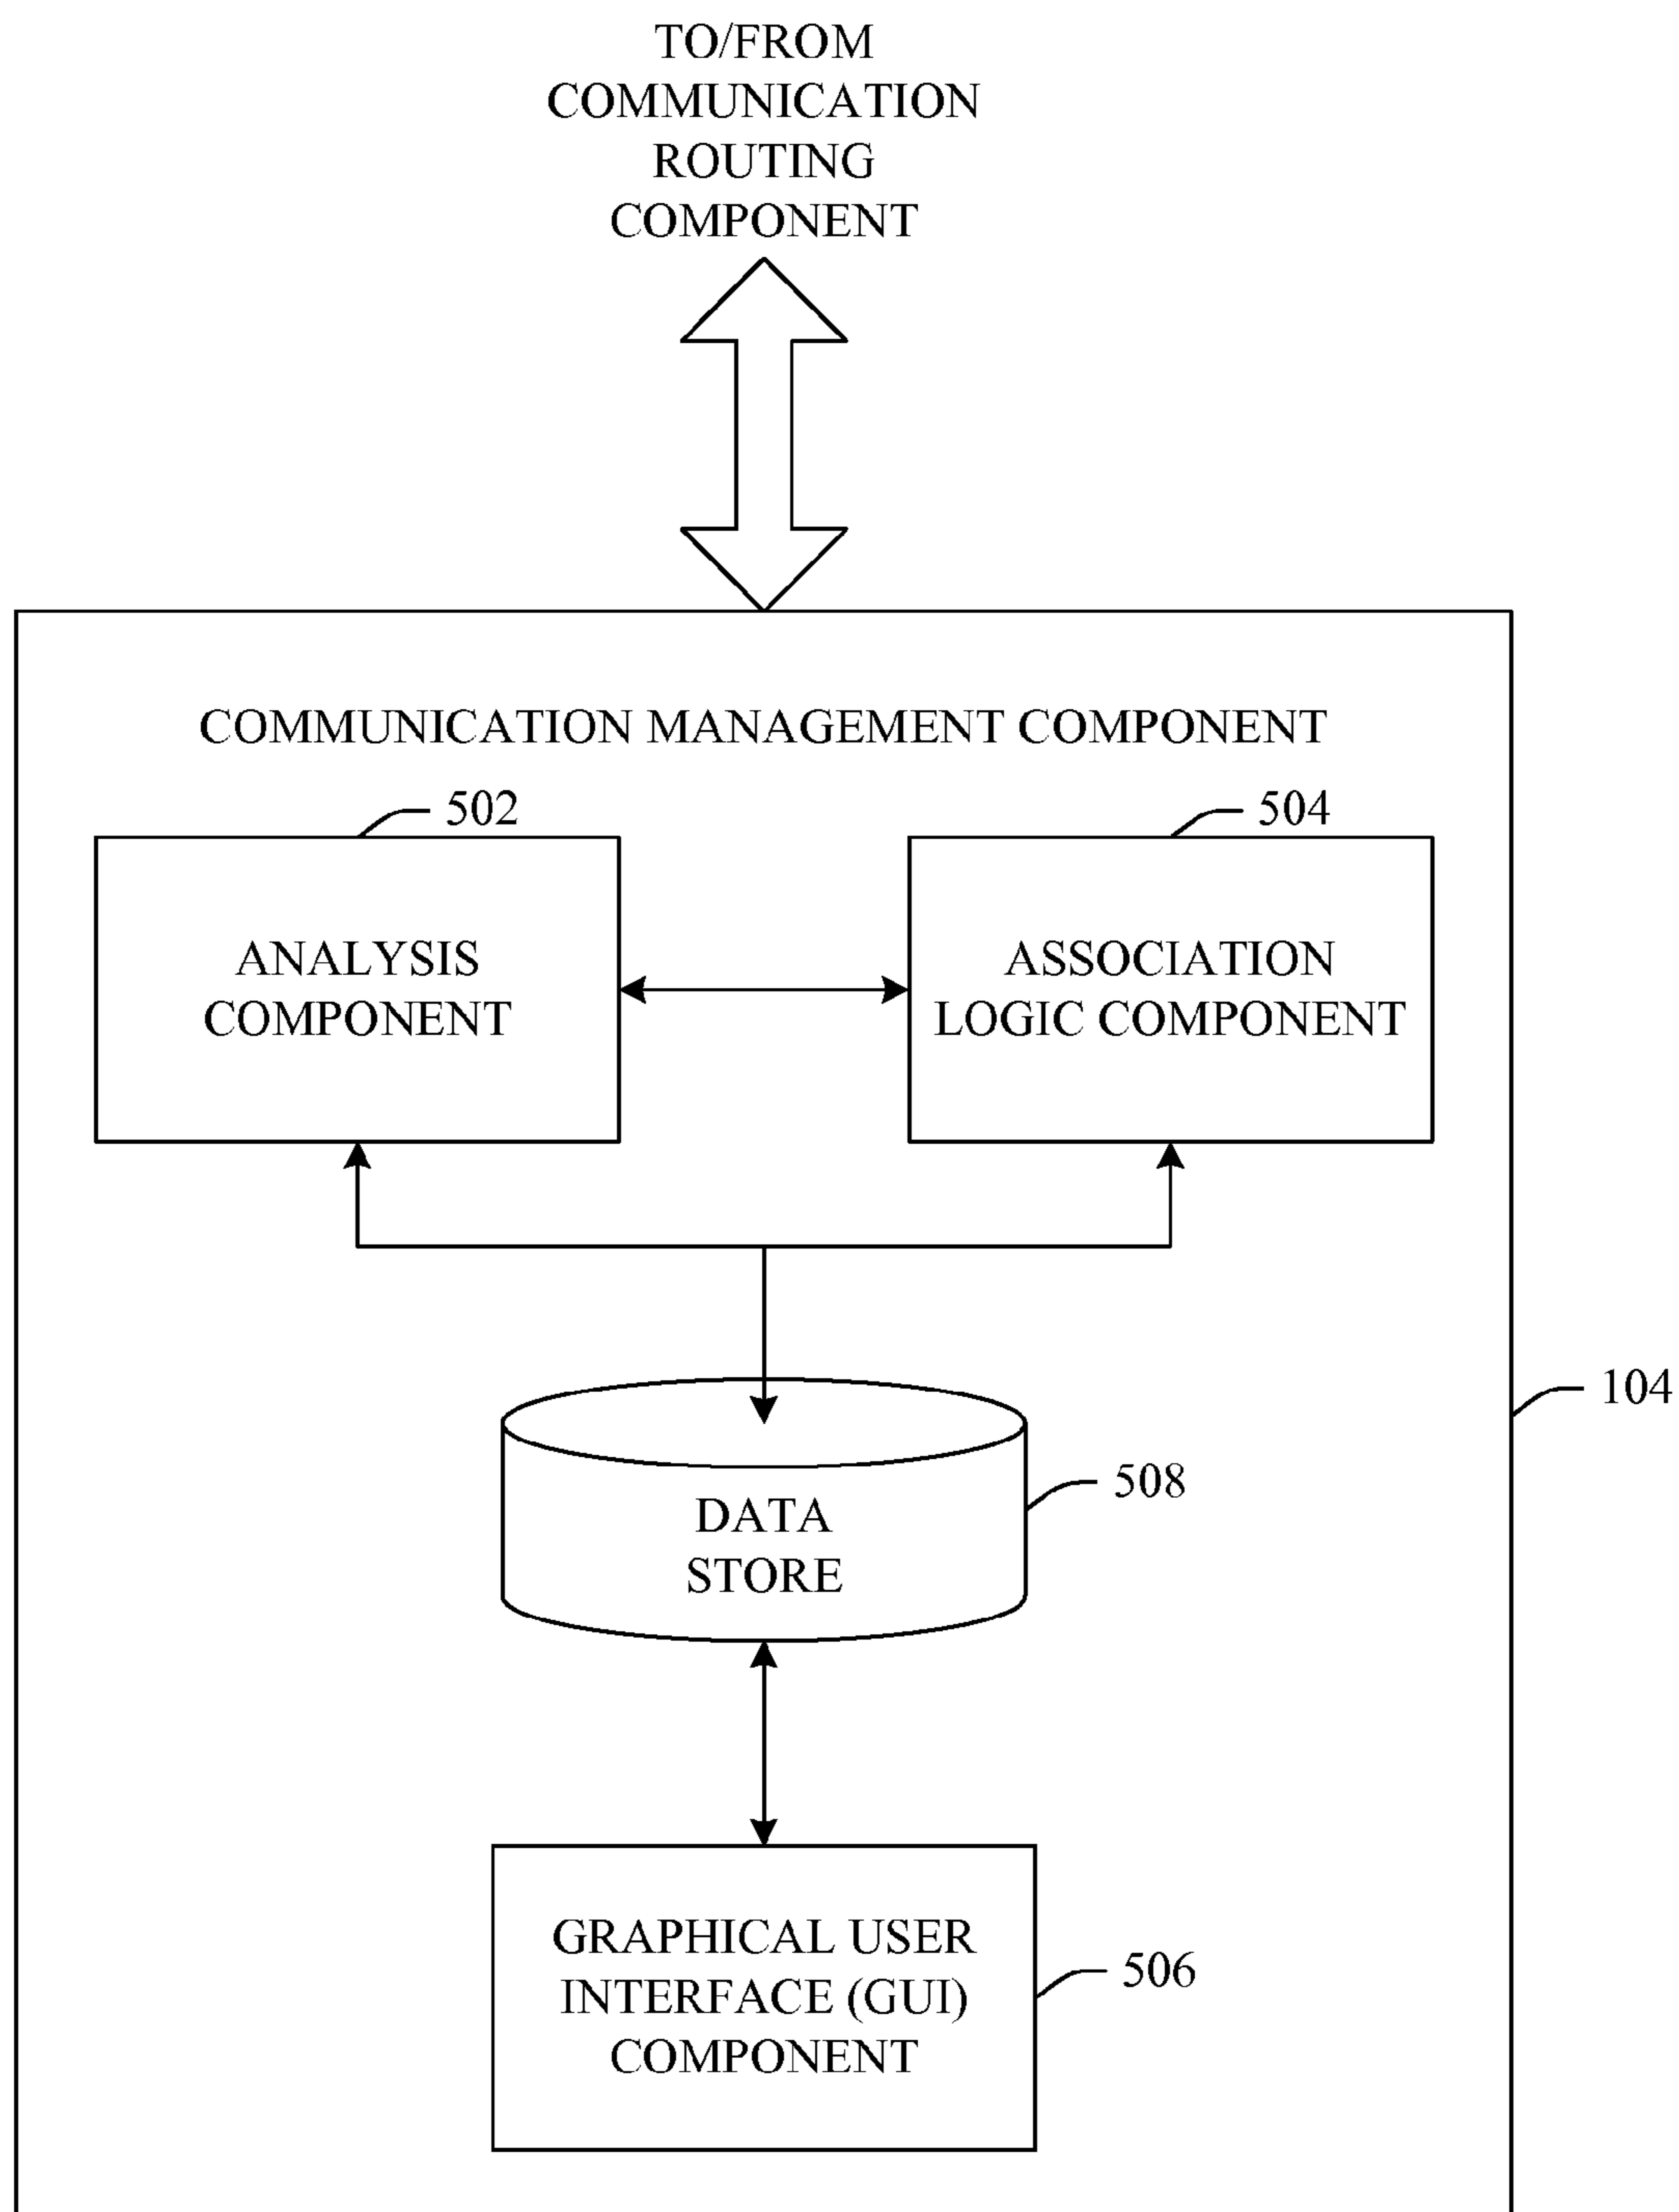 TO/FROM
COMMUNICATION
ROUTING
COMPONENT
COMMUNICATION MANAGEMENT COMPONENT
502
504
ANALYSIS
COMPONENT
ASSOCIATION
LOGIC COMPONENT
104
508
DATA
STORE
GRAPHICAL USER
INTERFACE (GUI)
COMPONENT
506